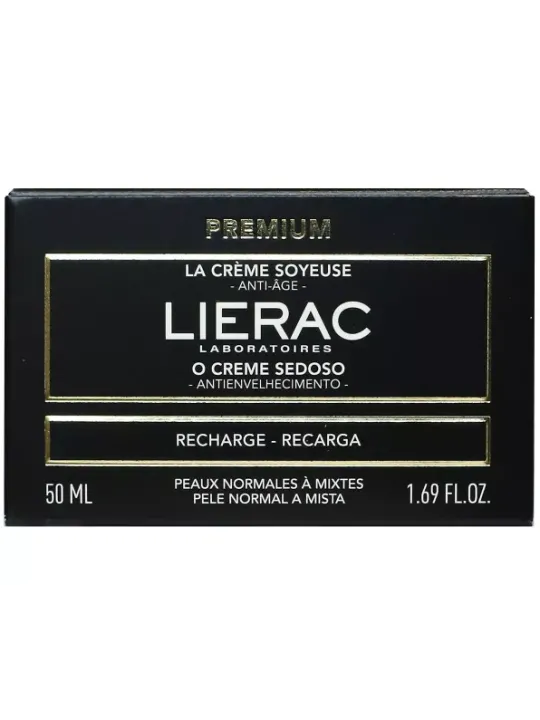 PREMIUM
LA CRÈME SOYEUSE
- ANTI-ÂGE -
LIERAC
LABORATOIRES
O CREME SEDOSO
- ANTIENVELHECIMENTO -
RECHARGE - RECARGA
50 ML
PEAUX NORMALES À MIXTES
PELE NORMAL A MISTA
1.69 FL.OZ.